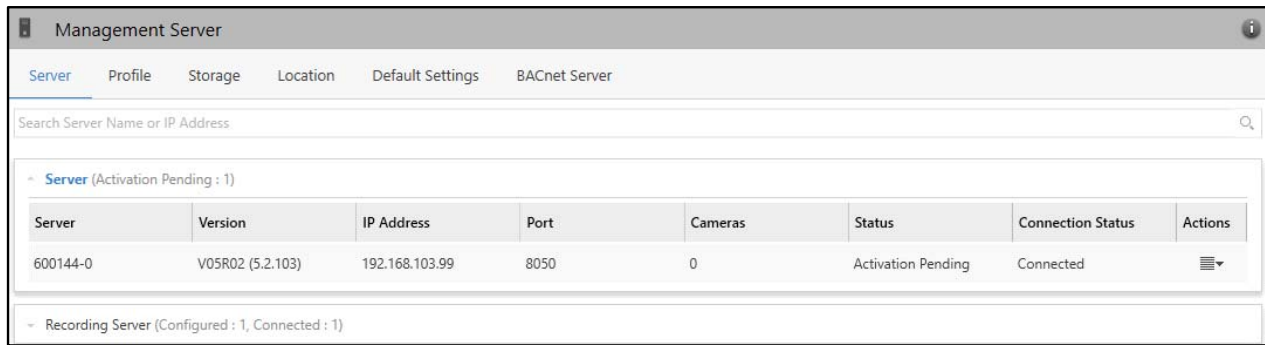 Management Server
Server Profile Storage Location Default Settings BACnet Server
Search Server Name or IP Address
Server (Activation Pending : 1)
Server Version IP Address Port Cameras Status Connection Status Actions
600144-0 V05R02 (5.2.103) 192.168.103.99 8050 0 Activation Pending Connected
Recording Server (Configured : 1, Connected : 1)